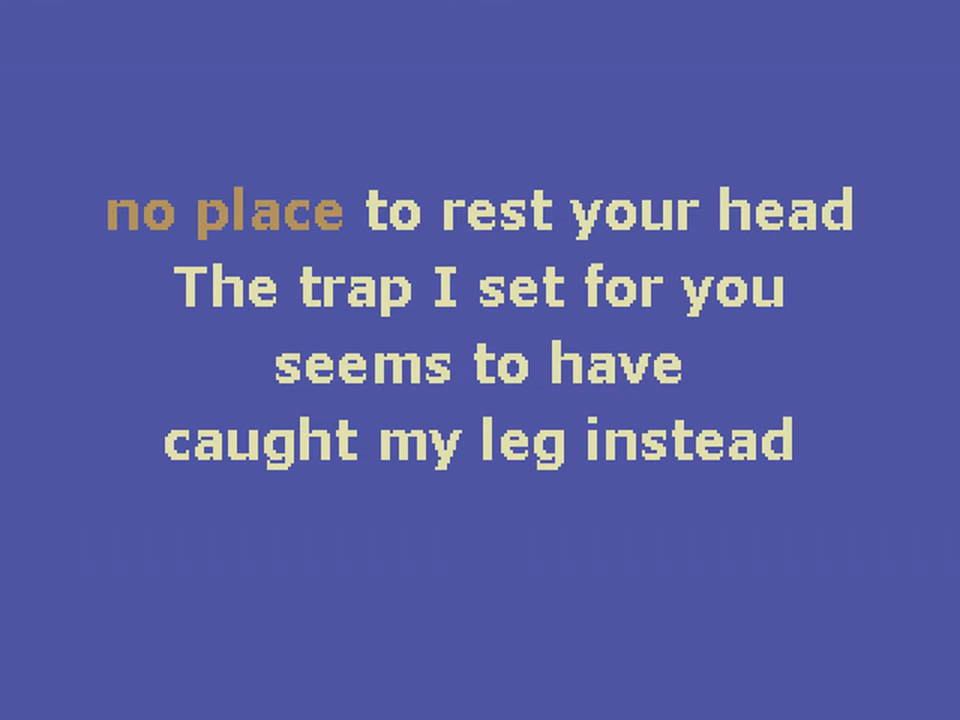 no place to rest your head
The trap I set for you
seems to have
caught my leg instead